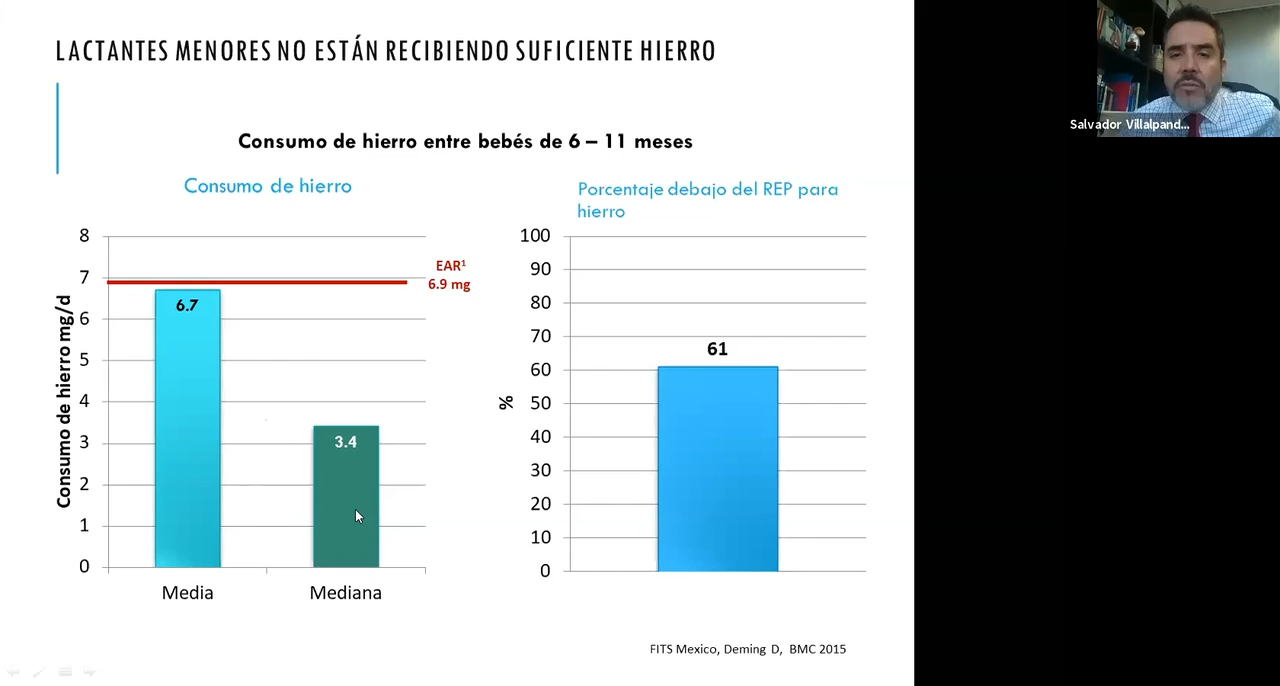 LACTANTES MENORES NO ESTÁN RECIBIENDO SUFICIENTE HIERRO
Salvador Villalpand...
Consumo de hierro entre bebés de 6 – 11 meses
Consumo de hierro
Consumo de hierro mg/d
8
7
6
5
4
3
2
1
0
EAR¹
6.9 mg
6.7
3.4
Media
Mediana
Porcentaje debajo del REP para
hierro
%
100
90
80
70
60
50
40
30
20
10
0
61
FITS Mexico, Deming D, BMC 2015